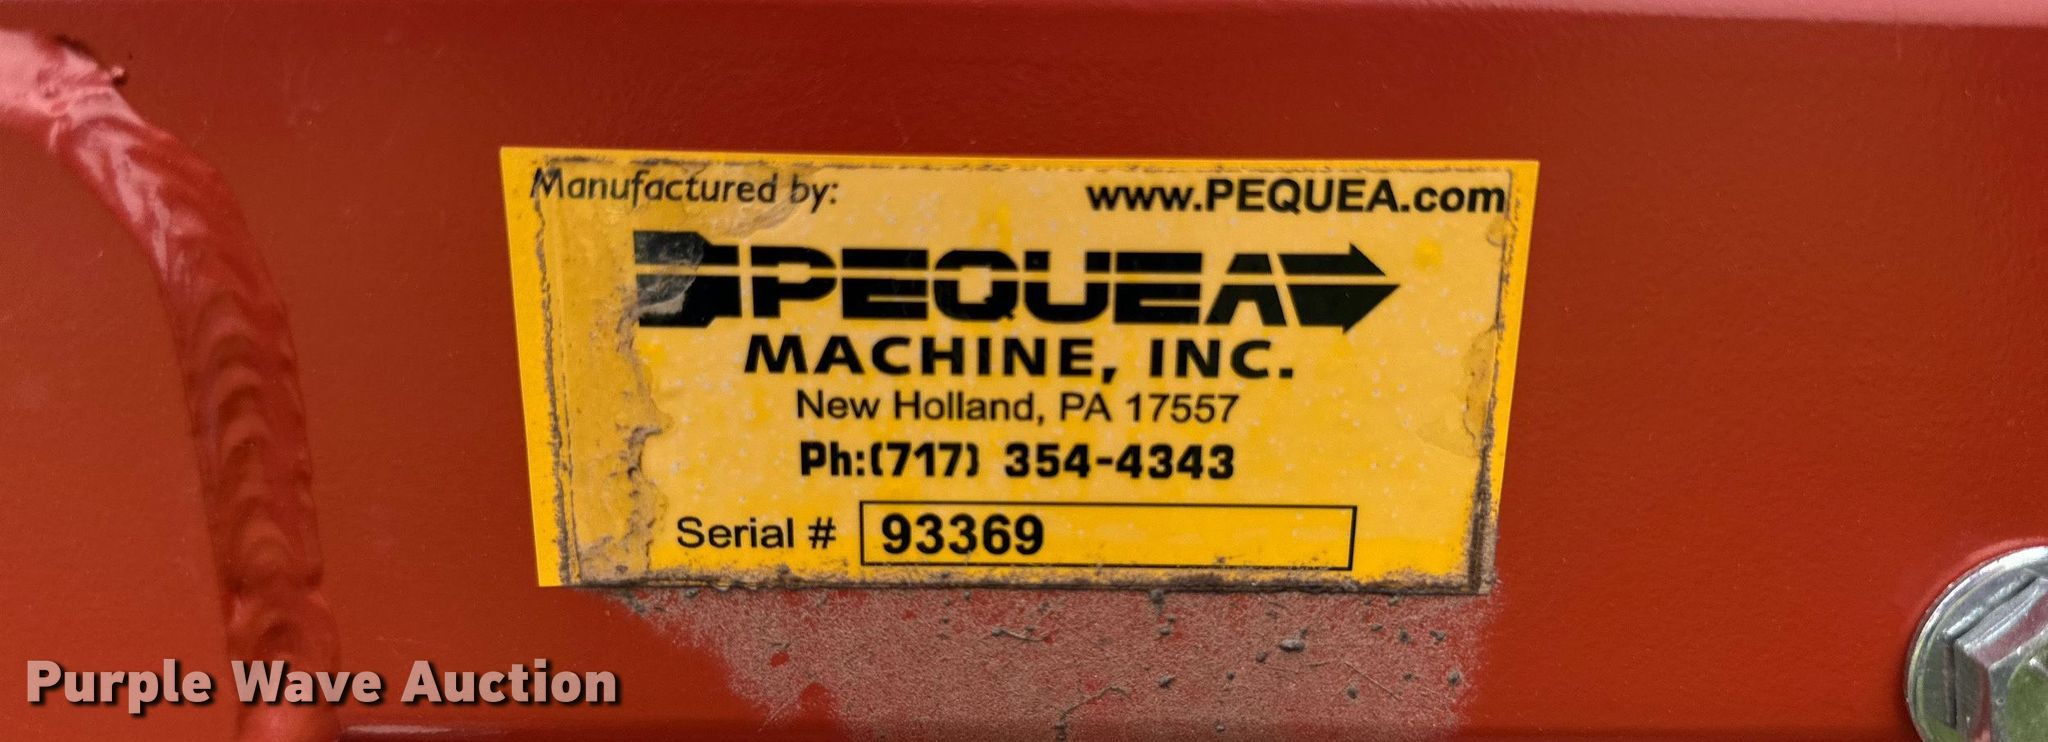 Manufactured by: www.PEQUEA.com
PEQUEA
MACHINE, INC.
New Holland, PA 17557
Ph:(717) 354-4343
Serial # 93369
Purple Wave Auction